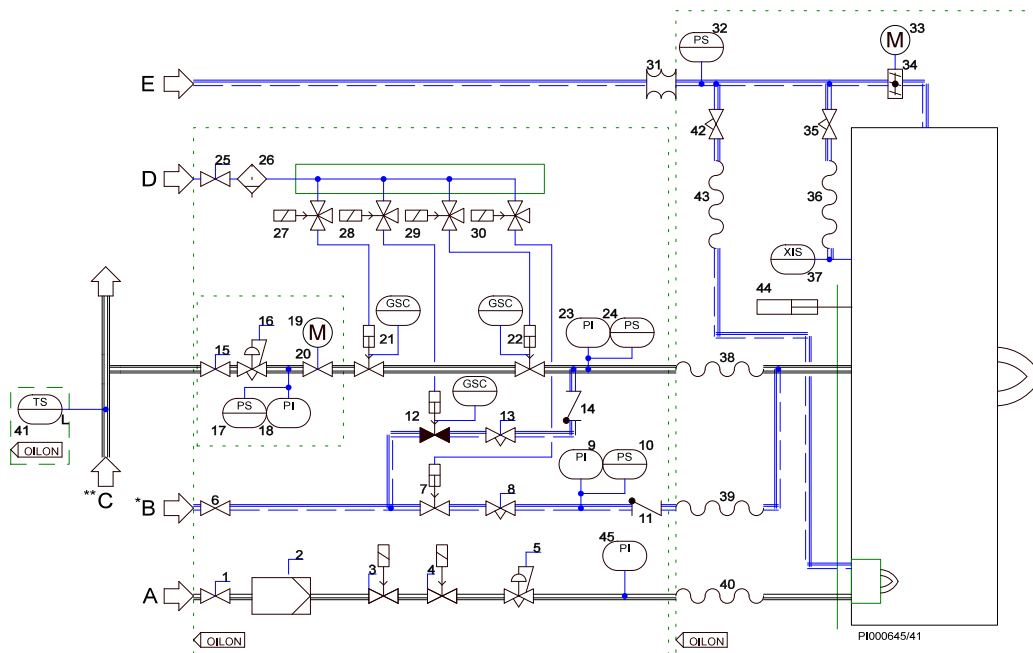 32
33
PS
M
E
31
34
42
35
25
26
D
43
36
27
28
29
30
XIS
37
44
GSC
GSC
16
19
M
21
22
23
24
PI
PS
15
20
38
TS
L
41
PS
PI
17
18
GSC
12
13
14
9
10
PI
PS
OILON
**C
*B
6
7
8
11
39
45
PI
1
2
3
4
5
A
40
OILON
OILON
PI000645/41